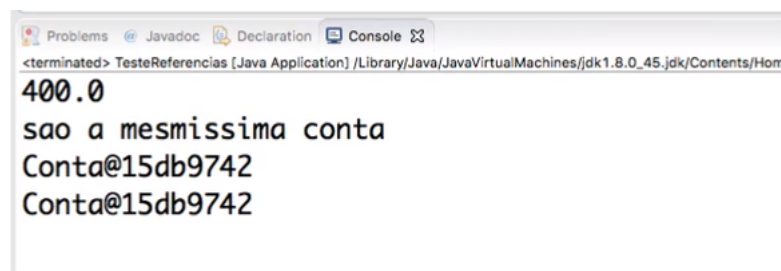 Problems @ Javadoc Declaration Console
<terminated> TesteReferencias [Java Application] /Library/Java/JavaVirtualMachines/jdk1.8.0_45.jdk/Contents/Hom
400.0
sao a mesmissima conta
Conta@15db9742
Conta@15db9742